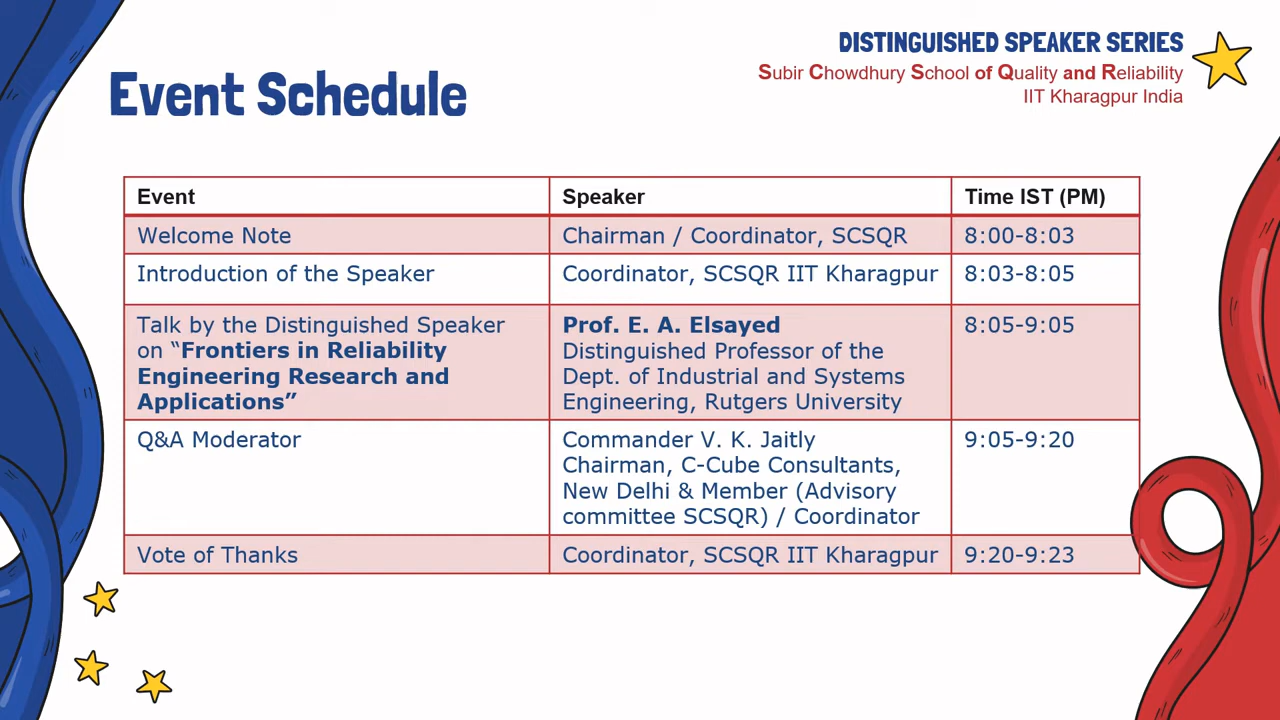 DISTINGUISHED SPEAKER SERIES
Subir Chowdhury School of Quality and Reliability
IIT Kharagpur India
Event Schedule
Event Speaker Time IST (PM)
Welcome Note Chairman / Coordinator, SCSQR 8:00-8:03
Introduction of the Speaker Coordinator, SCSQR IIT Kharagpur 8:03-8:05
Talk by the Distinguished Speaker
on “Frontiers in Reliability
Engineering Research and
Applications”
Prof. E. A. Elsayed
Distinguished Professor of the
Dept. of Industrial and Systems
Engineering, Rutgers University
8:05-9:05
Q&A Moderator
Commander V. K. Jaitly
Chairman, C-Cube Consultants,
New Delhi & Member (Advisory
committee SCSQR) / Coordinator
9:05-9:20
Vote of Thanks Coordinator, SCSQR IIT Kharagpur 9:20-9:23